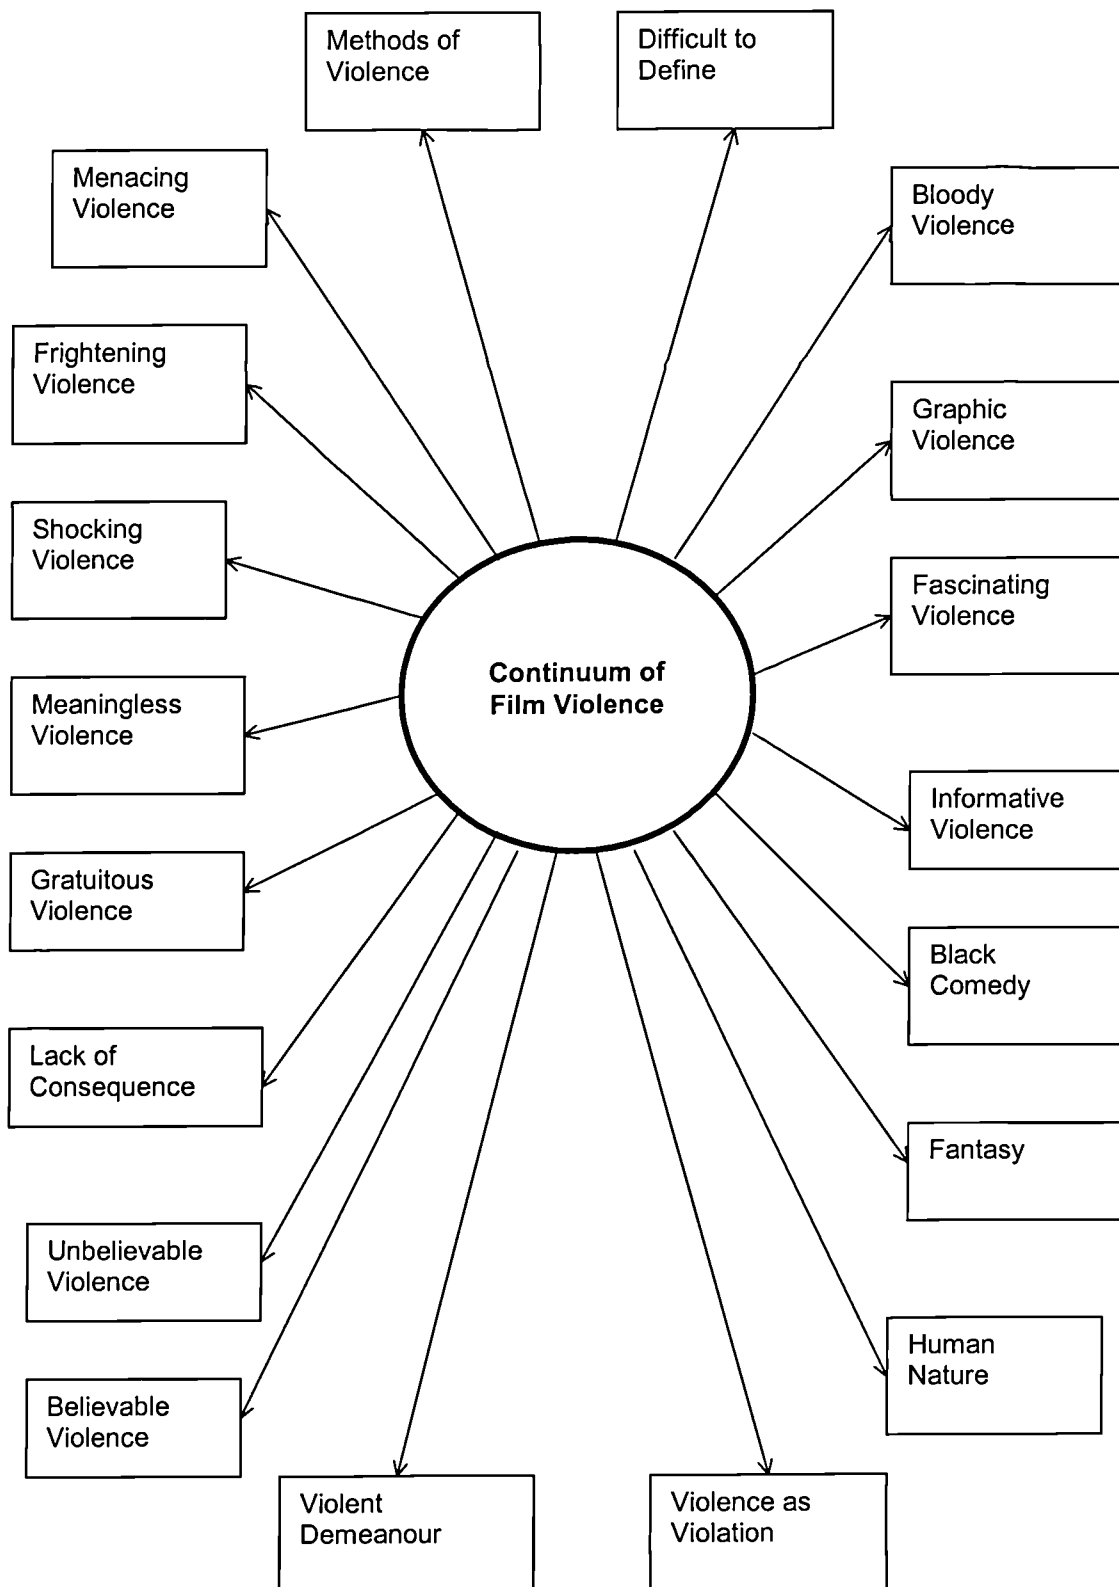 Methods of
Violence
Difficult to
Define
Menacing
Violence
Bloody
Violence
Frightening
Violence
Graphic
Violence
Shocking
Violence
Fascinating
Violence
Continuum of
Film Violence
Meaningless
Violence
Informative
Violence
Gratuitous
Violence
Black
Comedy
Lack of
Consequence
Fantasy
Unbelievable
Violence
Human
Nature
Believable
Violence
Violent
Demeanour
Violence as
Violation